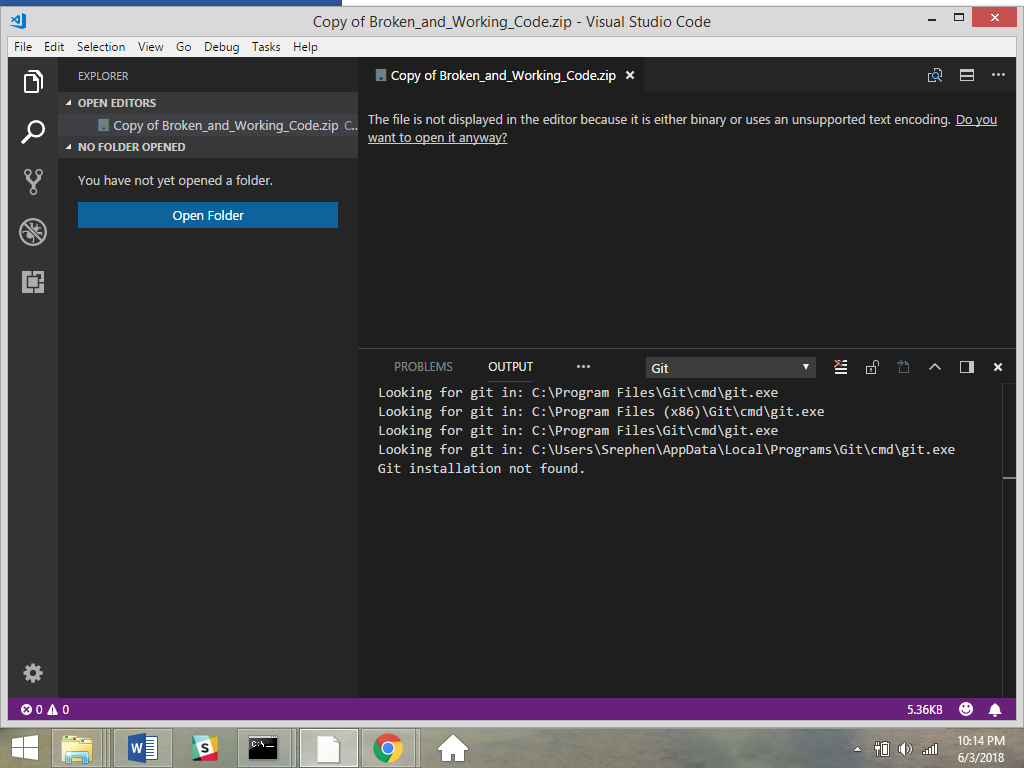 Copy of Broken_and_Working_Code.zip - Visual Studio Code
File Edit Selection View Go Debug Tasks Help
EXPLORER
OPEN EDITORS
Copy of Broken_and_Working_Code.zip C...
NO FOLDER OPENED
You have not yet opened a folder.
Open Folder
Copy of Broken_and_Working_Code.zip
The file is not displayed in the editor because it is either binary or uses an unsupported text encoding. Do you
want to open it anyway?
PROBLEMS OUTPUT ••• Git
Looking for git in: C:\Program Files\Git\cmd\git.exe
Looking for git in: C:\Program Files (x86)\Git\cmd\git.exe
Looking for git in: C:\Program Files\Git\cmd\git.exe
Looking for git in: C:\Users\Srephen\AppData\Local\Programs\Git\cmd\git.exe
Git installation not found.
0 0 5.36KB
W S C:\_
10:14 PM
6/3/2018